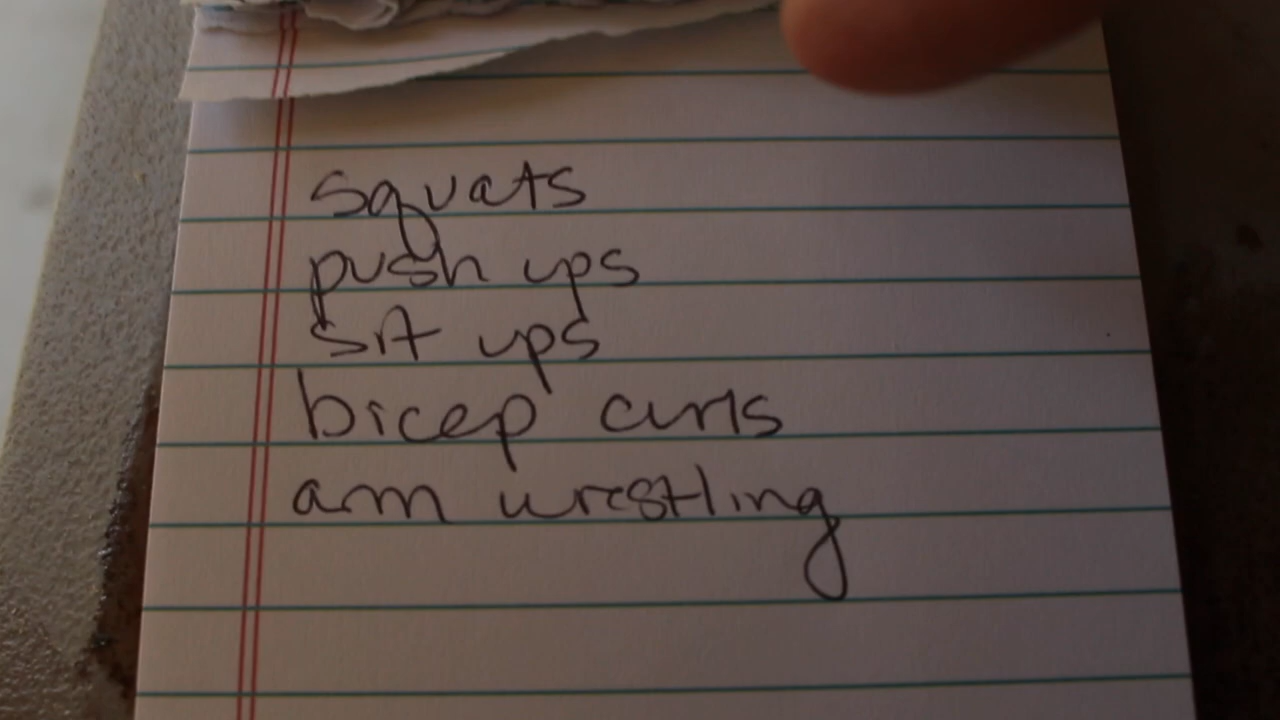 squats
push ups
sit ups
bicep curls
arm wrestling